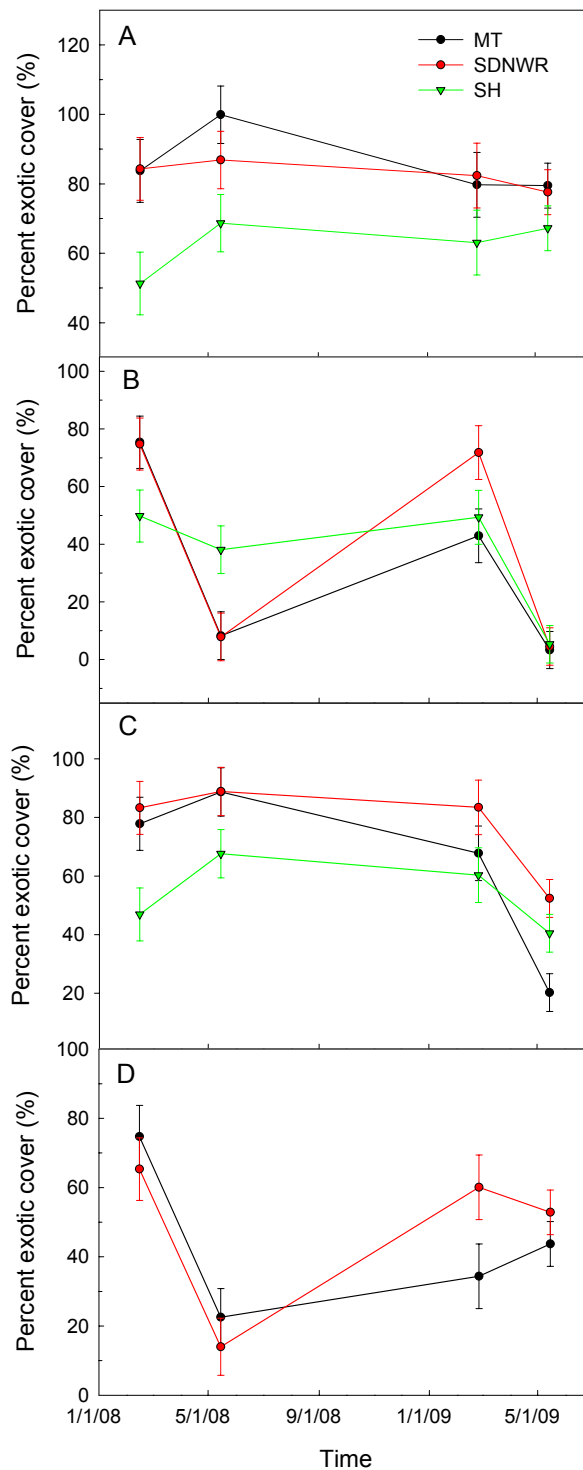 A
MT
SDNWR
SH
120
100
80
60
40
Percent exotic cover (%)
B
100
80
60
40
20
0
Percent exotic cover (%)
C
100
80
60
40
20
Percent exotic cover (%)
D
100
80
60
40
20
0
Percent exotic cover (%)
1/1/08 5/1/08 9/1/08 1/1/09 5/1/09
Time